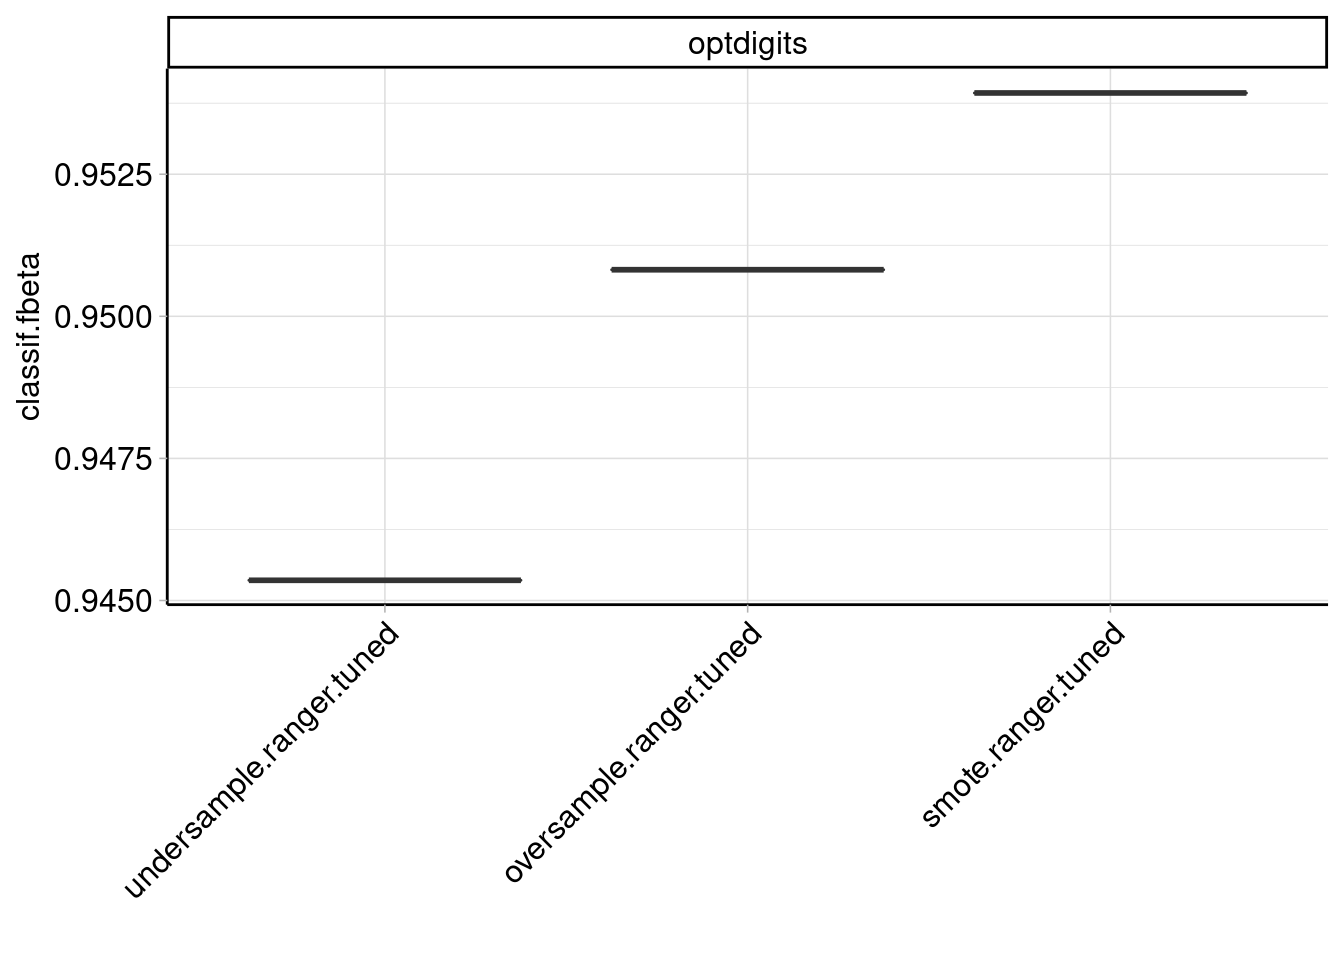 optdigits
classif.fbeta
0.9525
0.9500
0.9475
0.9450
undersample.ranger.tuned
oversample.ranger.tuned
smote.ranger.tuned